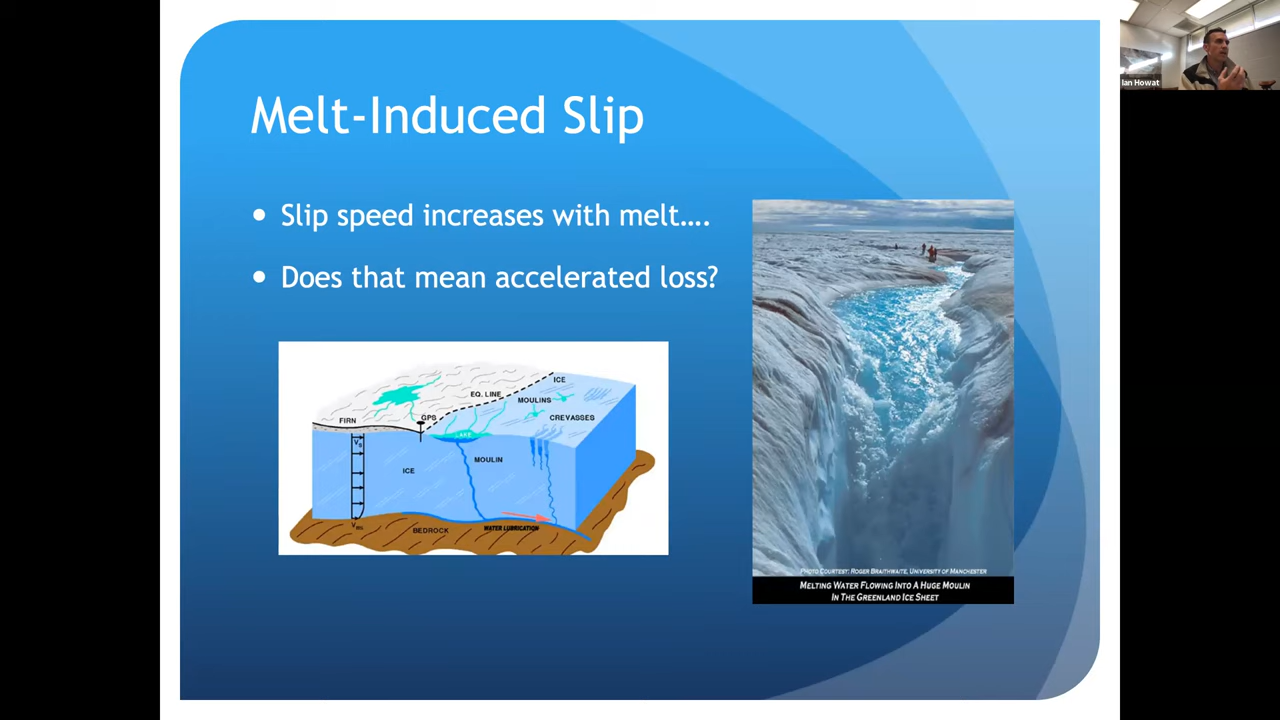 Melt-Induced Slip
Slip speed increases with melt....
Does that mean accelerated loss?
ICE
EQ. LINE
MOULINS
GPS
CREVASSES
FIRN
LAKE
MOULIN
ICE
BEDROCK
WATER LUBRICATION
PHOTO COURTESY: ROGER BRAITHWAITE, UNIVERSITY OF MANCHESTER
MELTING WATER FLOWING INTO A HUGE MOULIN
IN THE GREENLAND ICE SHEET
Ian Howat